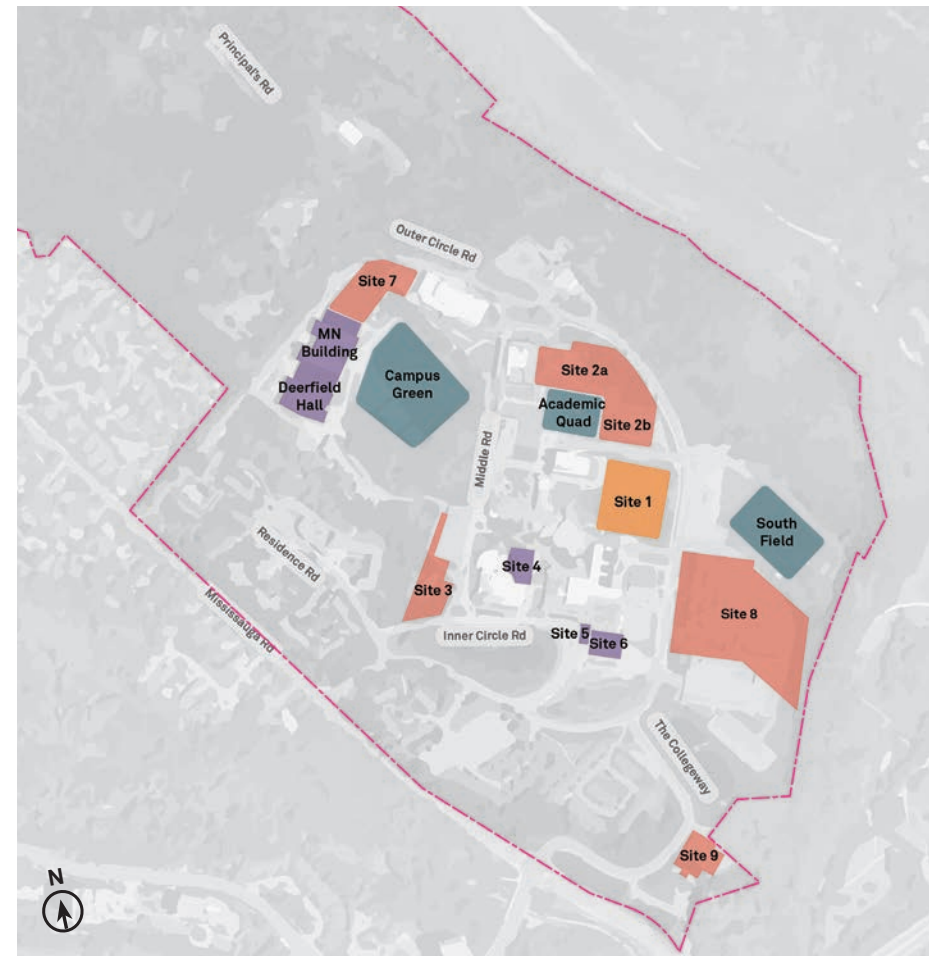 Principal's Rd
Outer Circle Rd
Site 7
MN
Building
Deerfield
Hall
Campus
Green
Site 2a
Academic
Quad
Site 2b
Middle Rd
Site 1
South
Field
Residence Rd
Site 4
Site 3
Mississauga Rd
Inner Circle Rd
Site 5
Site 6
Site 8
The Collegeway
Site 9
N